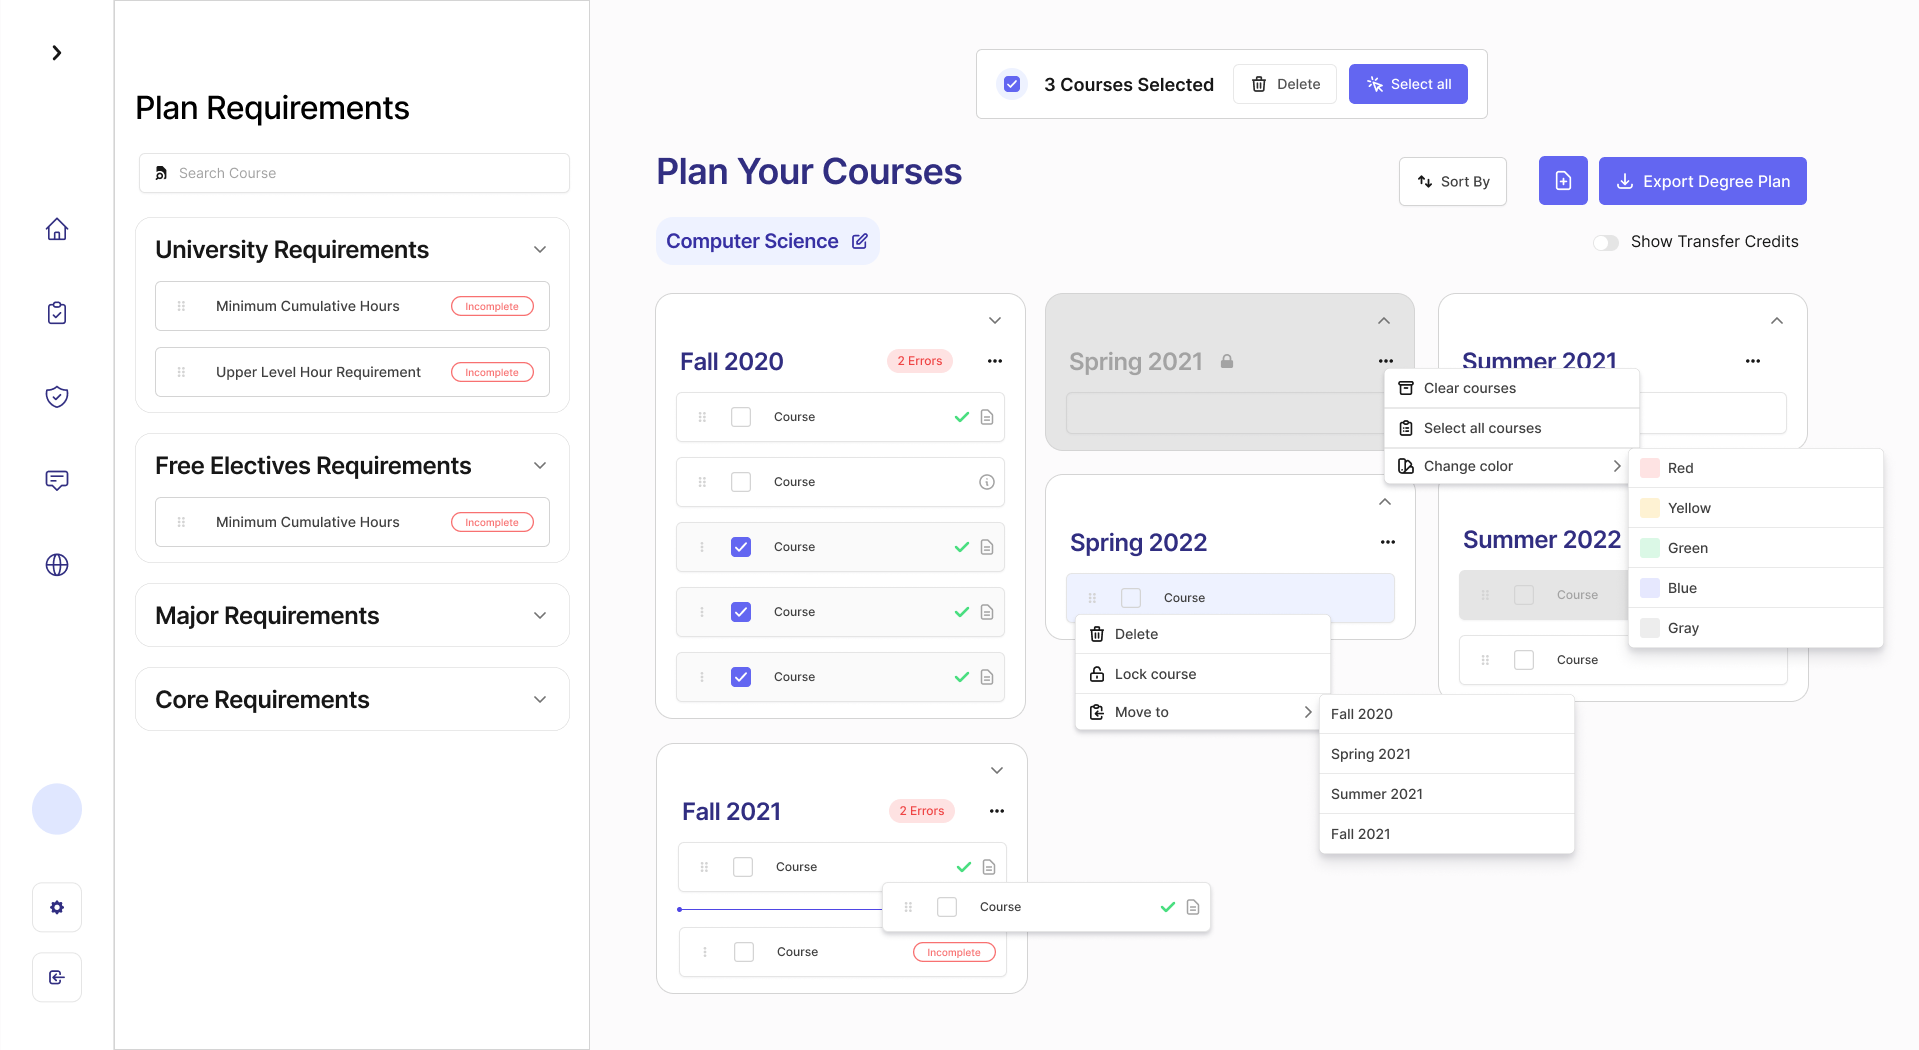 Plan Requirements
Search Course
University Requirements
Minimum Cumulative Hours
Incomplete
Upper Level Hour Requirement
Incomplete
Free Electives Requirements
Minimum Cumulative Hours
Incomplete
Major Requirements
Core Requirements
3 Courses Selected
Delete
Select all
Plan Your Courses
Sort By
Export Degree Plan
Computer Science
Show Transfer Credits
Fall 2020
2 Errors
Course
Course
Course
Course
Course
Fall 2021
2 Errors
Course
Course
Course
Incomplete
Spring 2021
Clear courses
Select all courses
Change color
Red
Yellow
Green
Blue
Gray
Spring 2022
Course
Delete
Lock course
Move to
Fall 2020
Spring 2021
Summer 2021
Fall 2021
Summer 2021
Summer 2022
Course
Course